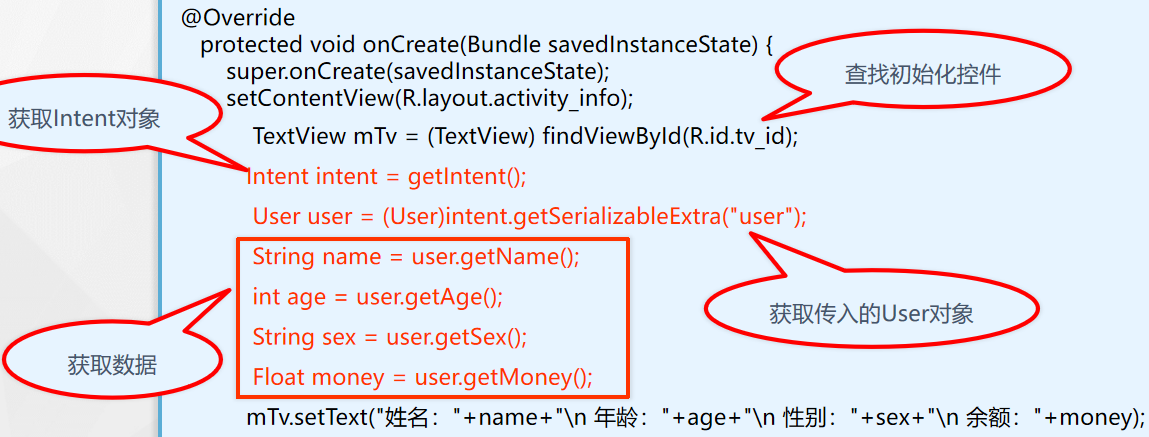 @Override
protected void onCreate(Bundle savedInstanceState) {
super.onCreate(savedInstanceState);
查找初始化控件
setContentView(R.layout.activity_info);
获取Intent对象
TextView mTv = (TextView) findViewById(R.id.tv_id);
Intent intent = getIntent();
User user = (User)intent.getSerializableExtra("user");
String name = user.getName();
int age = user.getAge();
获取传入的User对象
String sex = user.getSex();
获取数据
Float money = user.getMoney();
mTv.setText("姓名："+name+"\n 年龄："+age+"\n 性别："+sex+"\n 余额："+money);